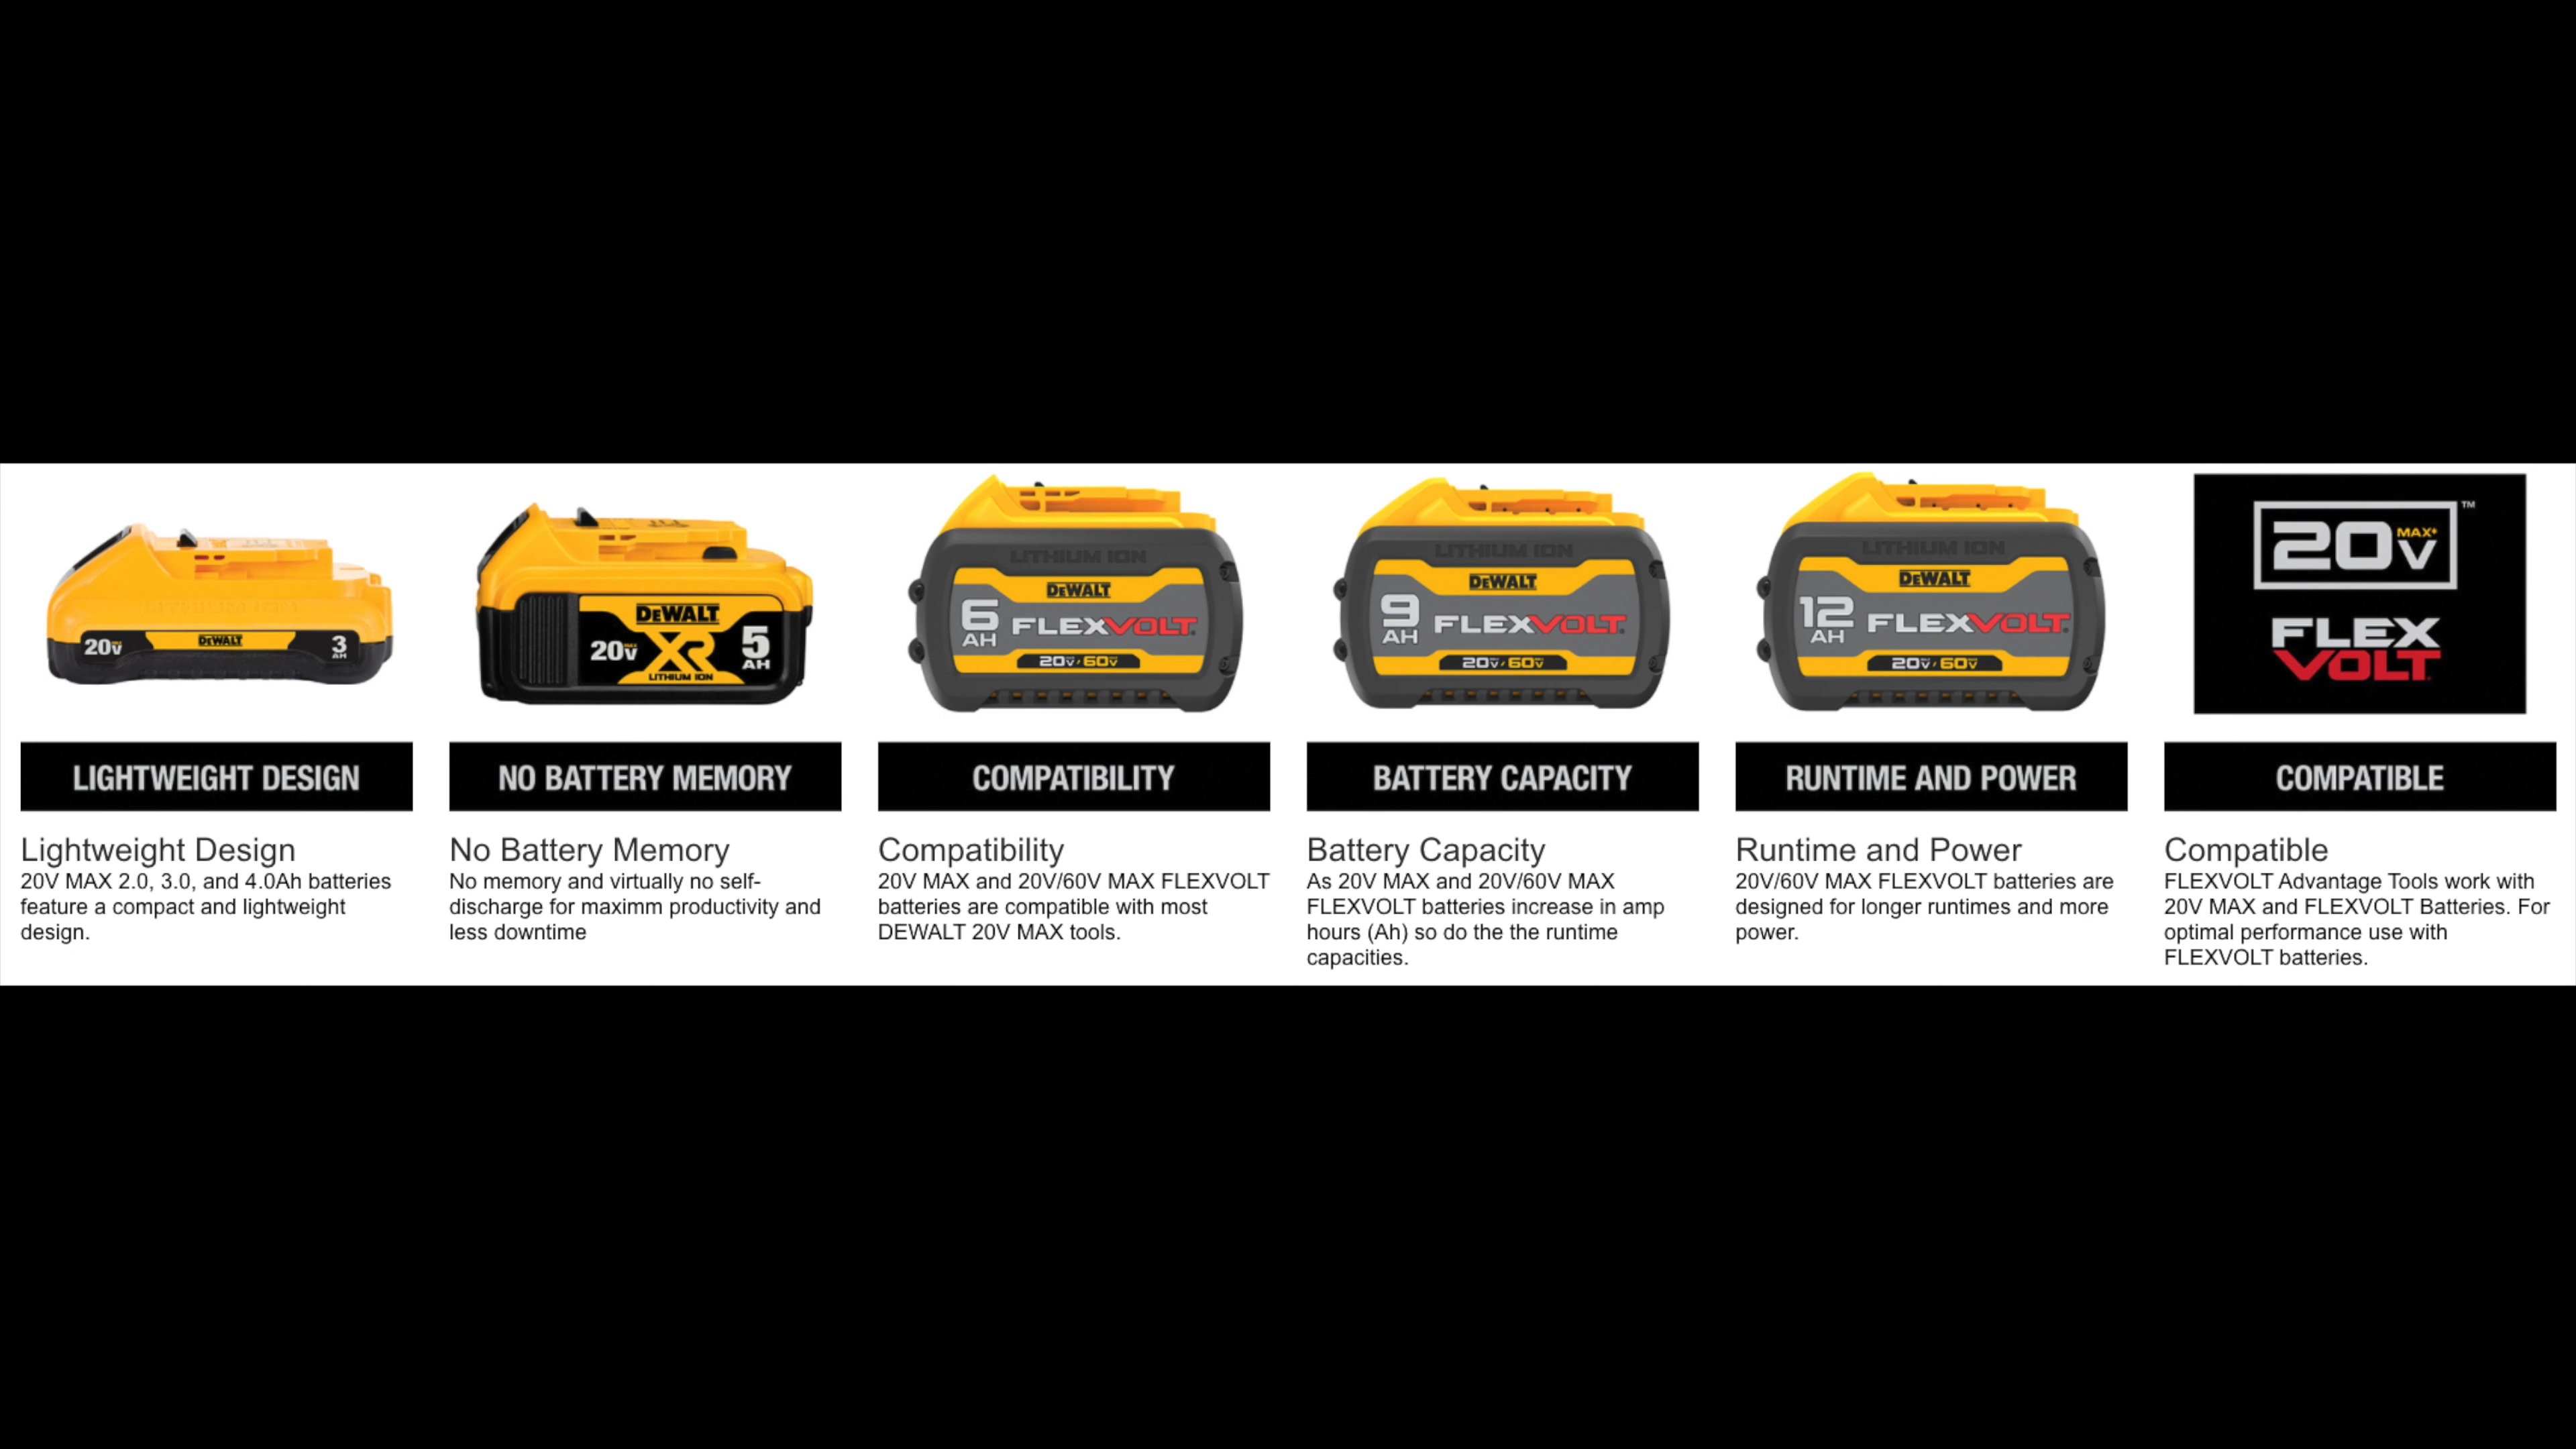 20V MAX
DEWALT
3
AH
DEWALT
20V MAX
XR
5
AH
LITHIUM ION
LITHIUM ION
DEWALT
6
AH
FLEXVOLT
20V/60V
LITHIUM ION
DEWALT
9
AH
FLEXVOLT
20V/60V
LITHIUM ION
DEWALT
12
AH
FLEXVOLT
20V/60V
20V MAX* ™
FLEX
VOLT
LIGHTWEIGHT DESIGN
Lightweight Design
20V MAX 2.0, 3.0, and 4.0Ah batteries
feature a compact and lightweight
design.
NO BATTERY MEMORY
No Battery Memory
No memory and virtually no self-
discharge for maximm productivity and
less downtime
COMPATIBILITY
Compatibility
20V MAX and 20V/60V MAX FLEXVOLT
batteries are compatible with most
DEWALT 20V MAX tools.
BATTERY CAPACITY
Battery Capacity
As 20V MAX and 20V/60V MAX
FLEXVOLT batteries increase in amp
hours (Ah) so do the the runtime
capacities.
RUNTIME AND POWER
Runtime and Power
20V/60V MAX FLEXVOLT batteries are
designed for longer runtimes and more
power.
COMPATIBLE
Compatible
FLEXVOLT Advantage Tools work with
20V MAX and FLEXVOLT Batteries. For
optimal performance use with
FLEXVOLT batteries.